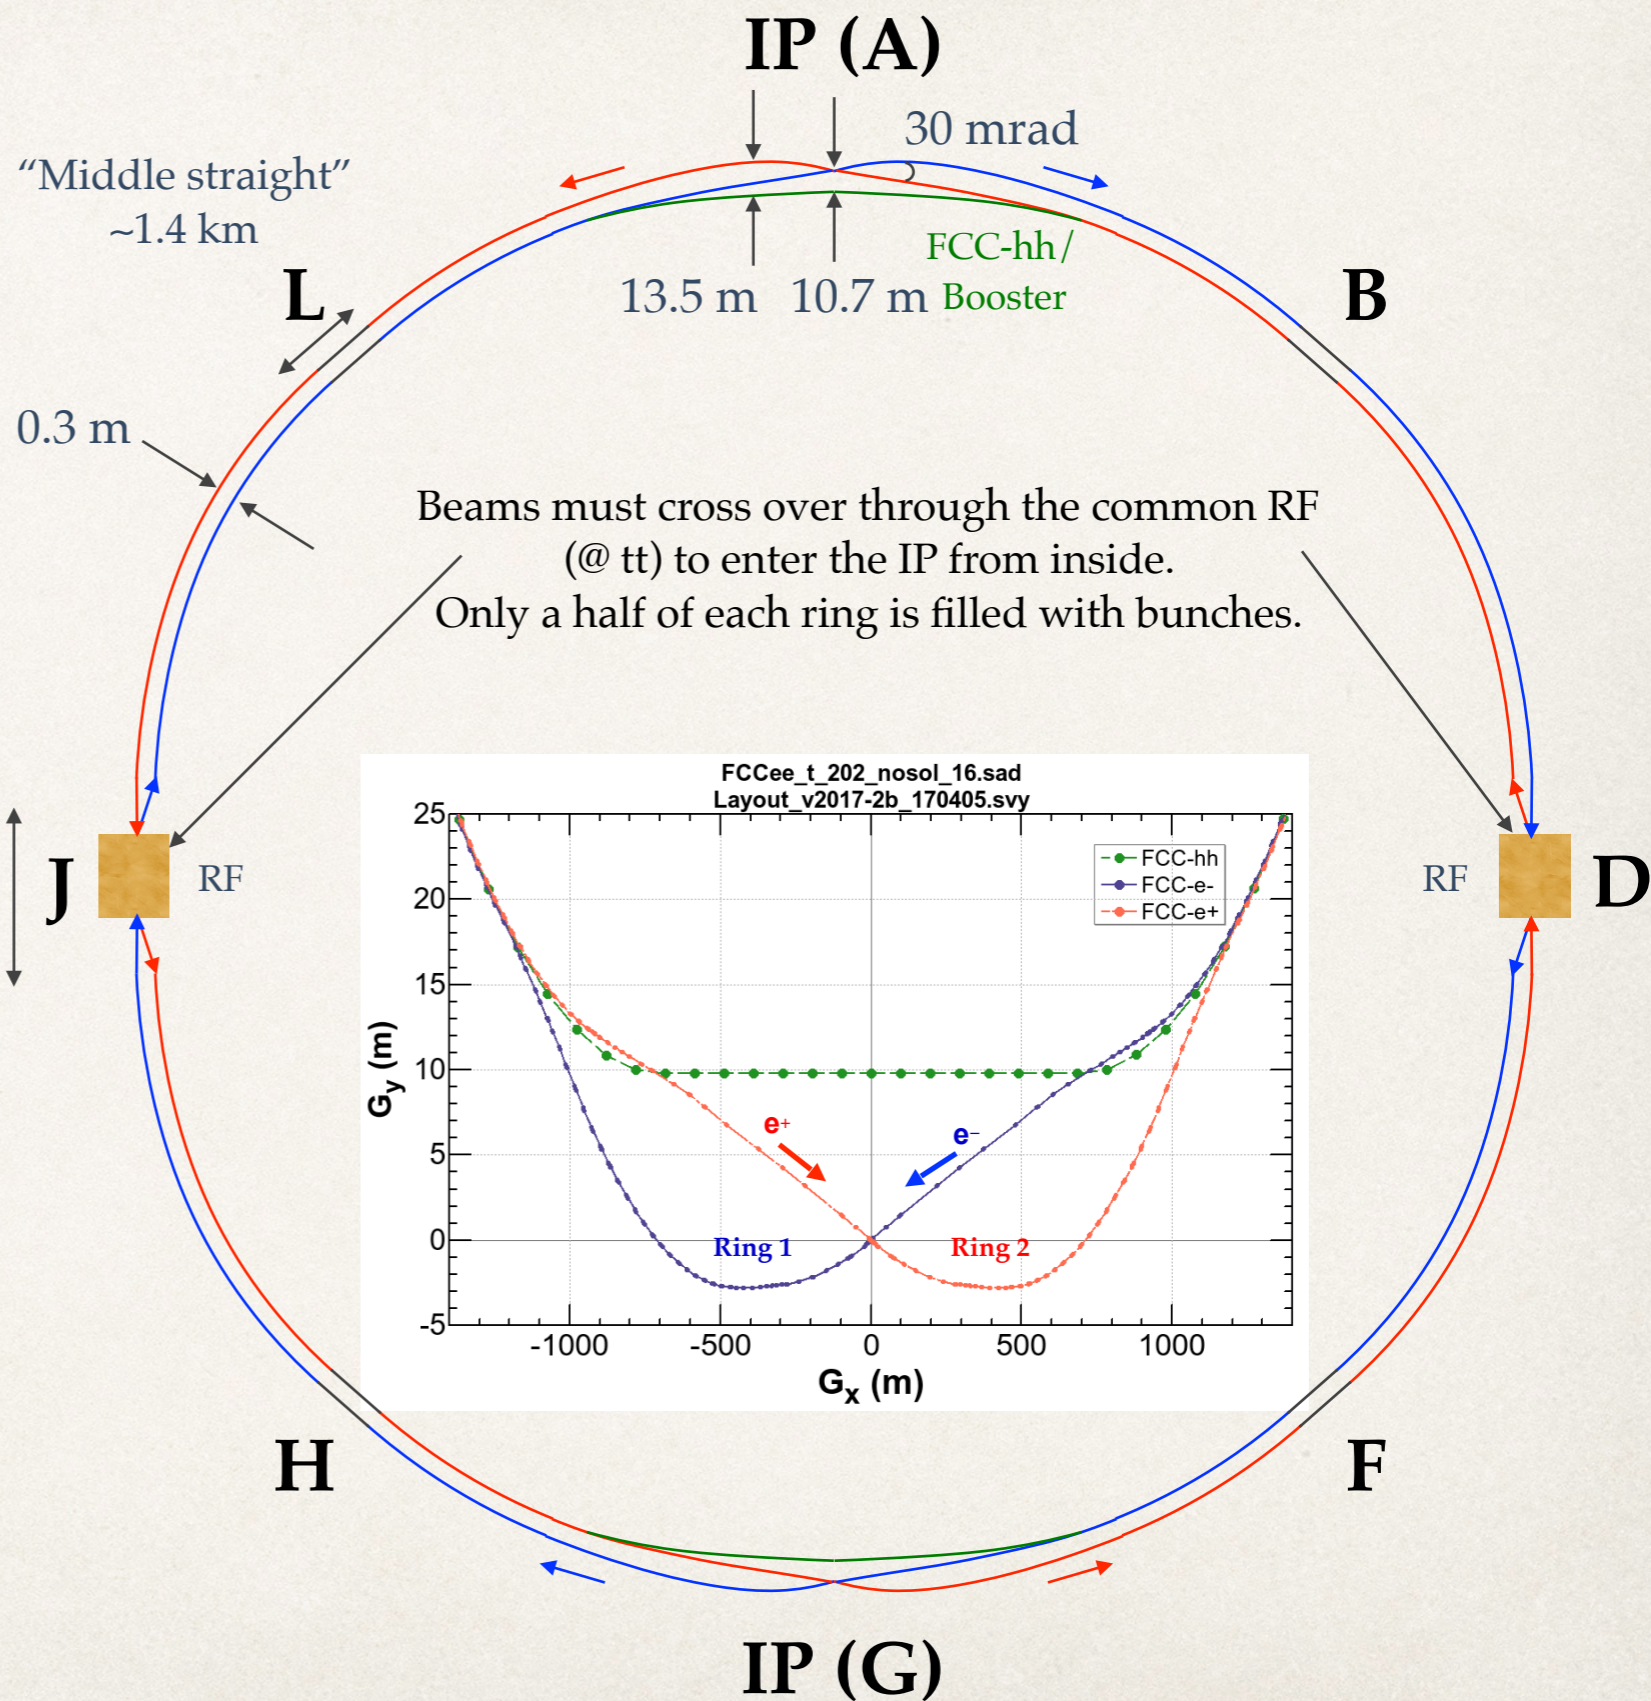 IP (A)
30 mrad
“Middle straight”
~1.4 km
FCC-hh/
Booster
13.5 m
10.7 m
L
B
0.3 m
Beams must cross over through the common RF
(@ tt) to enter the IP from inside.
Only a half of each ring is filled with bunches.
J
RF
RF
D
FCCee_t_202_nosol_16.sad
Layout_v2017-2b_170405.svy
25
20
15
10
5
0
-5
Gy (m)
FCC-hh
FCC-e-
FCC-e+
e+
e−
Ring 1
Ring 2
-1000
-500
0
500
1000
Gx (m)
H
F
IP (G)